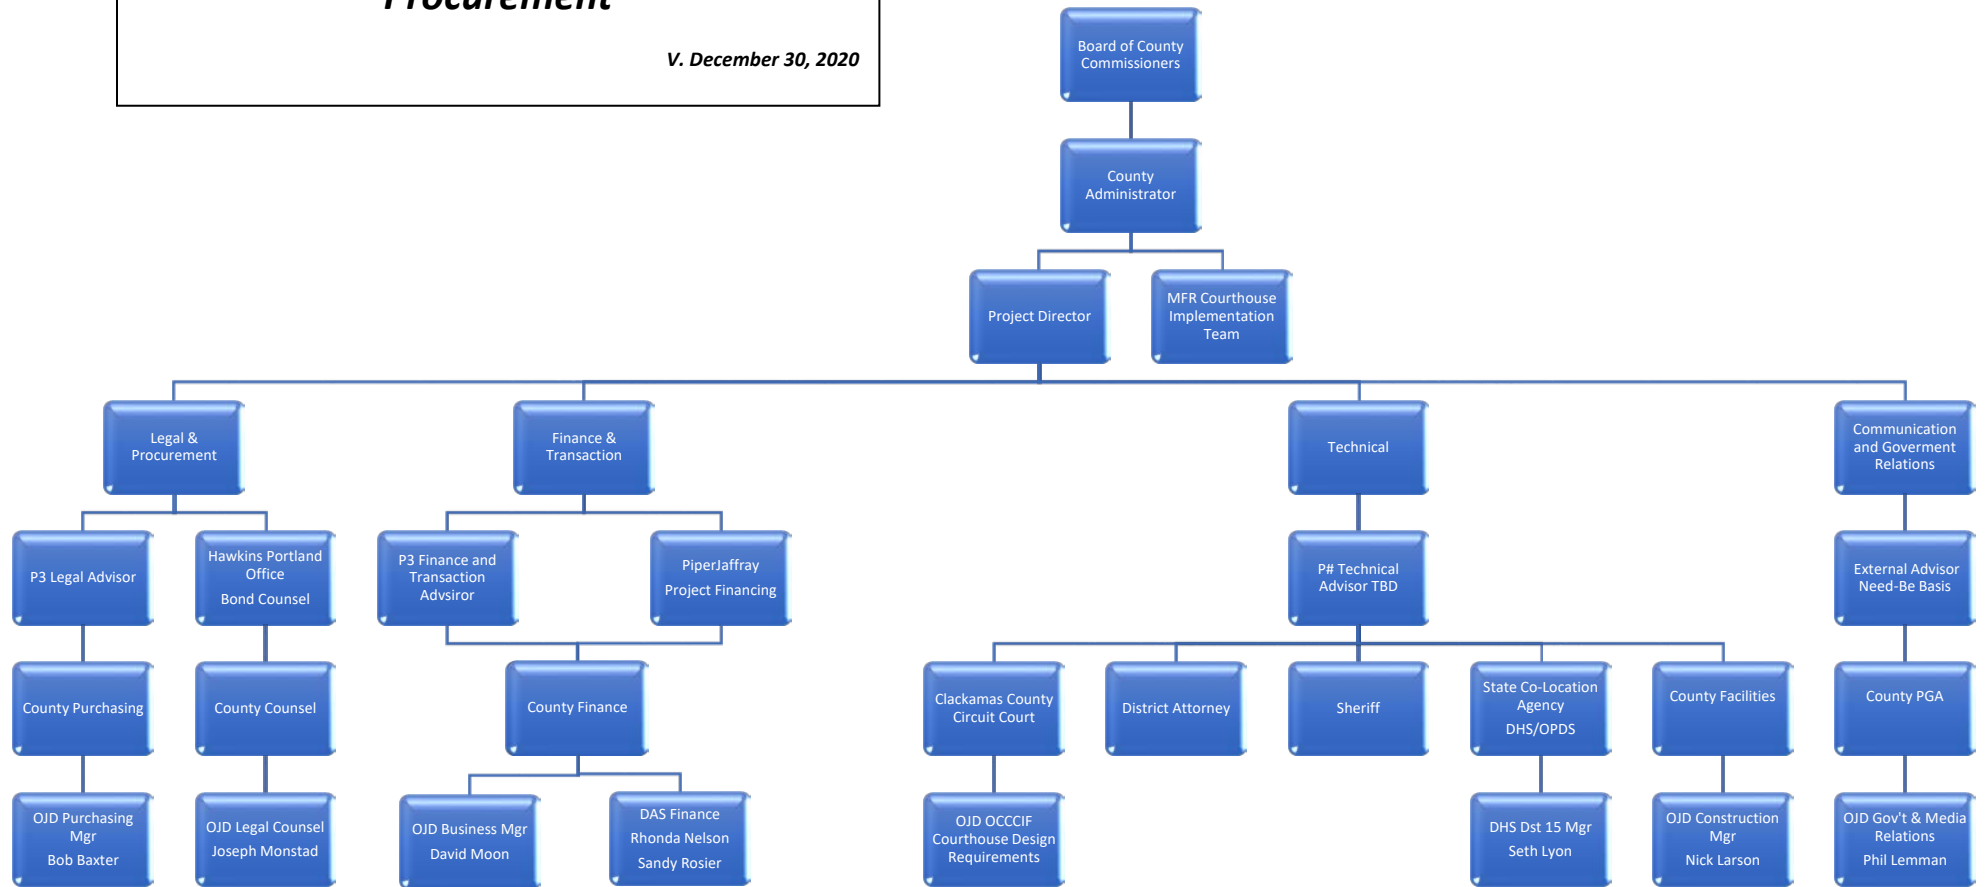 Procurement
V. December 30, 2020
Board of County
Commissioners
County
Administrator
Project Director
MFR Courthouse
Implementation
Team
Legal &
Procurement
Finance &
Transaction
Technical
Communication
and Goverment
Relations
P3 Legal Advisor
Hawkins Portland
Office
Bond Counsel
P3 Finance and
Transaction
Advsiror
PiperJaffray
Project Financing
P# Technical
Advisor TBD
External Advisor
Need-Be Basis
County Purchasing
County Counsel
County Finance
Clackamas County
Circuit Court
District Attorney
Sheriff
State Co-Location
Agency
DHS/OPDS
County Facilities
County PGA
OJD Purchasing
Mgr
Bob Baxter
OJD Legal Counsel
Joseph Monstad
OJD Business Mgr
David Moon
DAS Finance
Rhonda Nelson
Sandy Rosier
OJD OCCCIF
Courthouse Design
Requirements
DHS Dst 15 Mgr
Seth Lyon
OJD Construction
Mgr
Nick Larson
OJD Gov't & Media
Relations
Phil Lemman